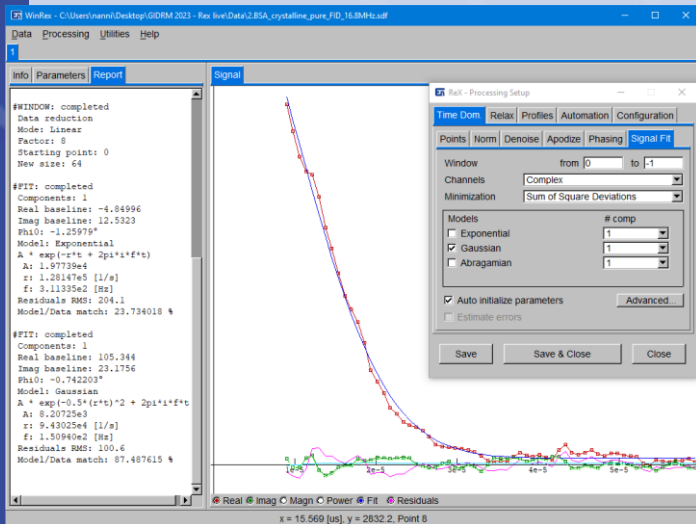 WinRex - C:\Users\nanni\Desktop\GIDRM 2023 - Rex live\Data\2.BSA_crystalline_pure_FID_16.8MHz.sdf
Data Processing Utilities Help
1
Info Parameters Report
#WINDOW: completed
Data reduction
Mode: Linear
Factor: 8
Starting point: 0
New size: 64
#FIT: completed
Components: 1
Real baseline: -4.84996
Imag baseline: 12.5323
Phi0: -1.25979°
Model: Exponential
A * exp(-r*t + 2pi*i*f*t)
A: 1.97739e4
r: 1.28147e5 [1/s]
f: 3.11335e2 [Hz]
Residuals RMS: 204.1
Model/Data match: 23.734018 %
#FIT: completed
Components: 1
Real baseline: 105.344
Imag baseline: 23.1756
Phi0: -0.742203°
Model: Gaussian
A * exp(-0.5*(r*t)^2 + 2pi*i*f*t
A: 8.20725e3
r: 9.43025e4 [1/s]
f: 1.50940e2 [Hz]
Residuals RMS: 100.6
Model/Data match: 87.487615 %
Signal
1e-5 2e-5 3e-5 4e-5 5e-5
Real Imag Magn Power Fit Residuals
x = 15.569 [us], y = 2832.2, Point 8
ReX - Processing Setup
Time Dom. Relax Profiles Automation Configuration
Points Norm Denoise Apodize Phasing Signal Fit
Window from 0 to -1
Channels Complex
Minimization Sum of Square Deviations
Models # comp
Exponential 1
Gaussian 1
Abragamian 1
Auto initialize parameters Advanced...
Estimate errors
Save Save & Close Close